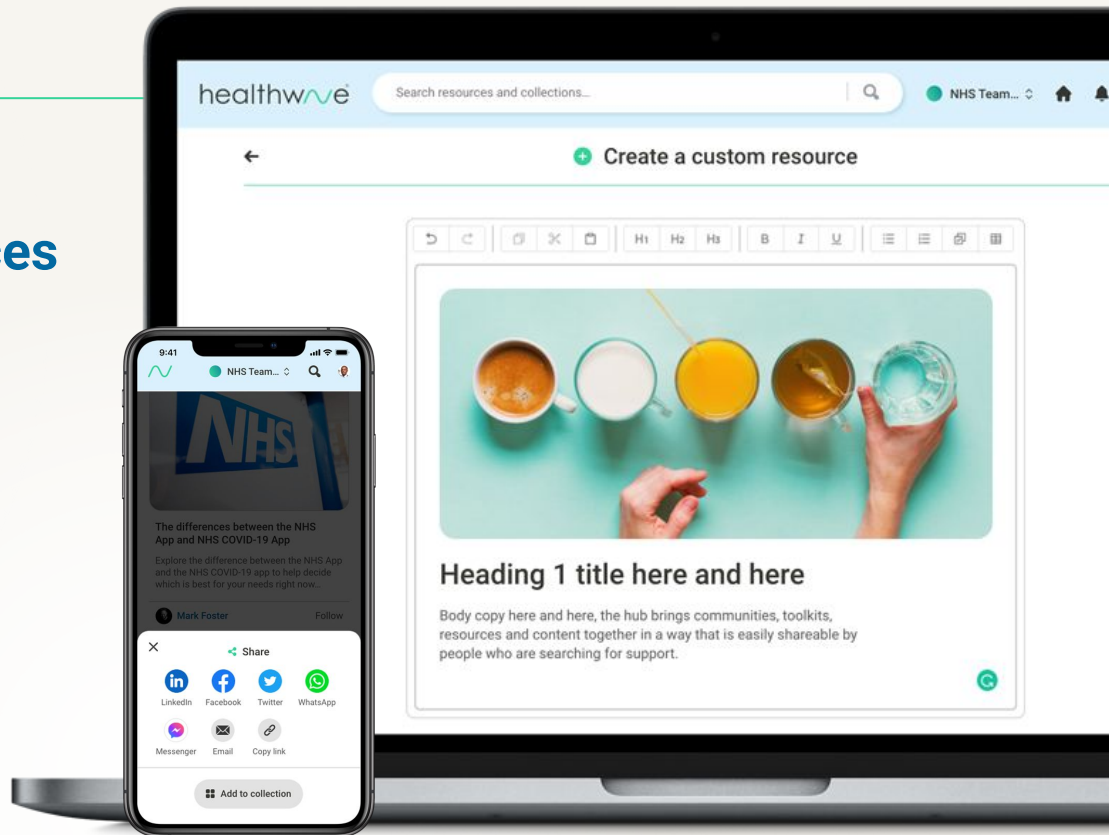 healthwave
Search resources and collections...
NHS Team...
Create a custom resource
H1 H2 H3 B I U
Heading 1 title here and here
Body copy here and here, the hub brings communities, toolkits,
resources and content together in a way that is easily shareable by
people who are searching for support.
9:41
NHS Team...
NHS
The differences between the NHS
App and NHS COVID-19 App
Explore the difference between the NHS App
and the NHS COVID-19 app to help decide
which is best for your needs right now...
Mark Foster Follow
Share
in
LinkedIn Facebook Twitter WhatsApp
Messenger Email Copy link
Add to collection